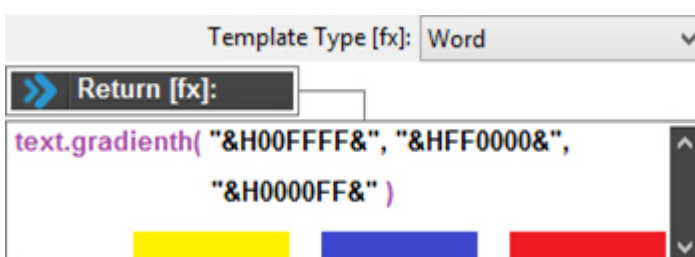 Template Type [fx]: Word
Return [fx]:
text.gradienth( "&H00FFFF&", "&HFF0000&",
"&H0000FF&" )